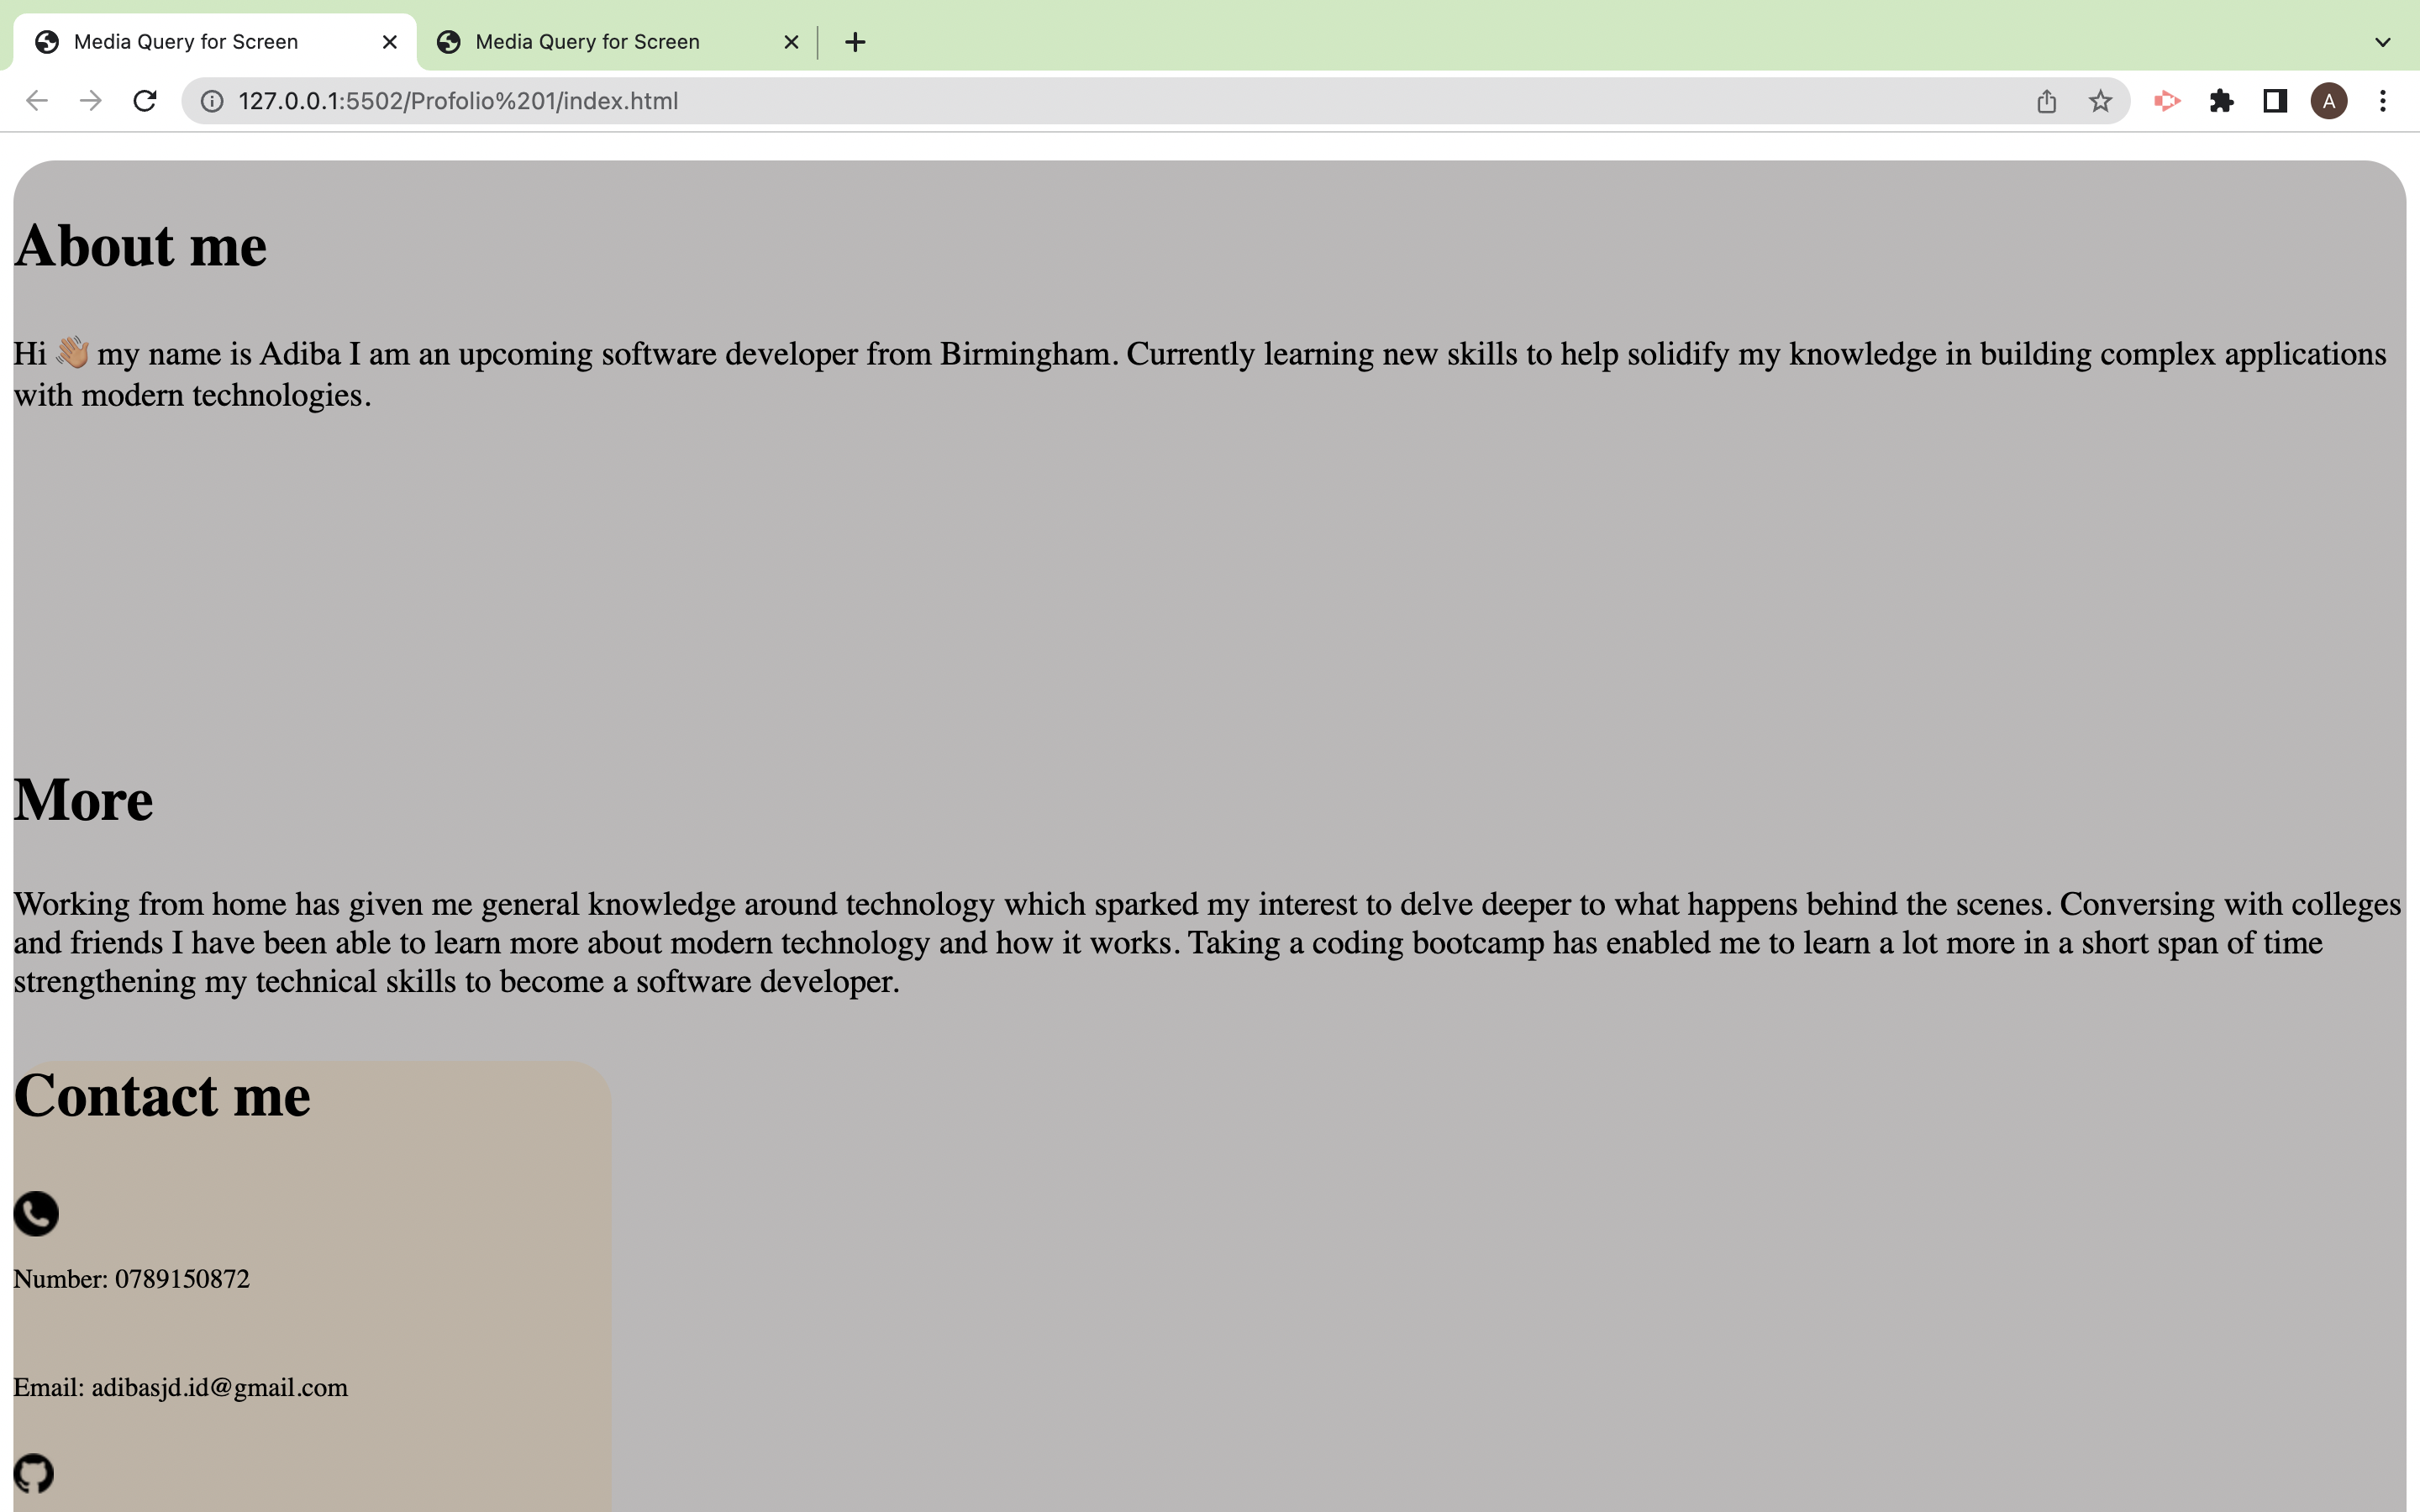 Media Query for Screen
Media Query for Screen
127.0.0.1:5502/Profolio%201/index.html
A
About me
Hi 👋🏽 my name is Adiba I am an upcoming software developer from Birmingham. Currently learning new skills to help solidify my knowledge in building complex applications
with modern technologies.
More
Working from home has given me general knowledge around technology which sparked my interest to delve deeper to what happens behind the scenes. Conversing with colleges
and friends I have been able to learn more about modern technology and how it works. Taking a coding bootcamp has enabled me to learn a lot more in a short span of time
strengthening my technical skills to become a software developer.
Contact me
Number: 0789150872
Email: adibasjd.id@gmail.com